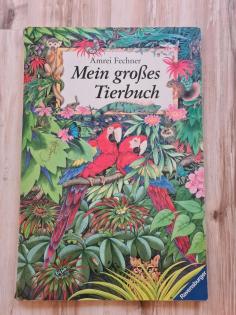 Amrei Fechner
Mein großes
Tierbuch
Ravensburger